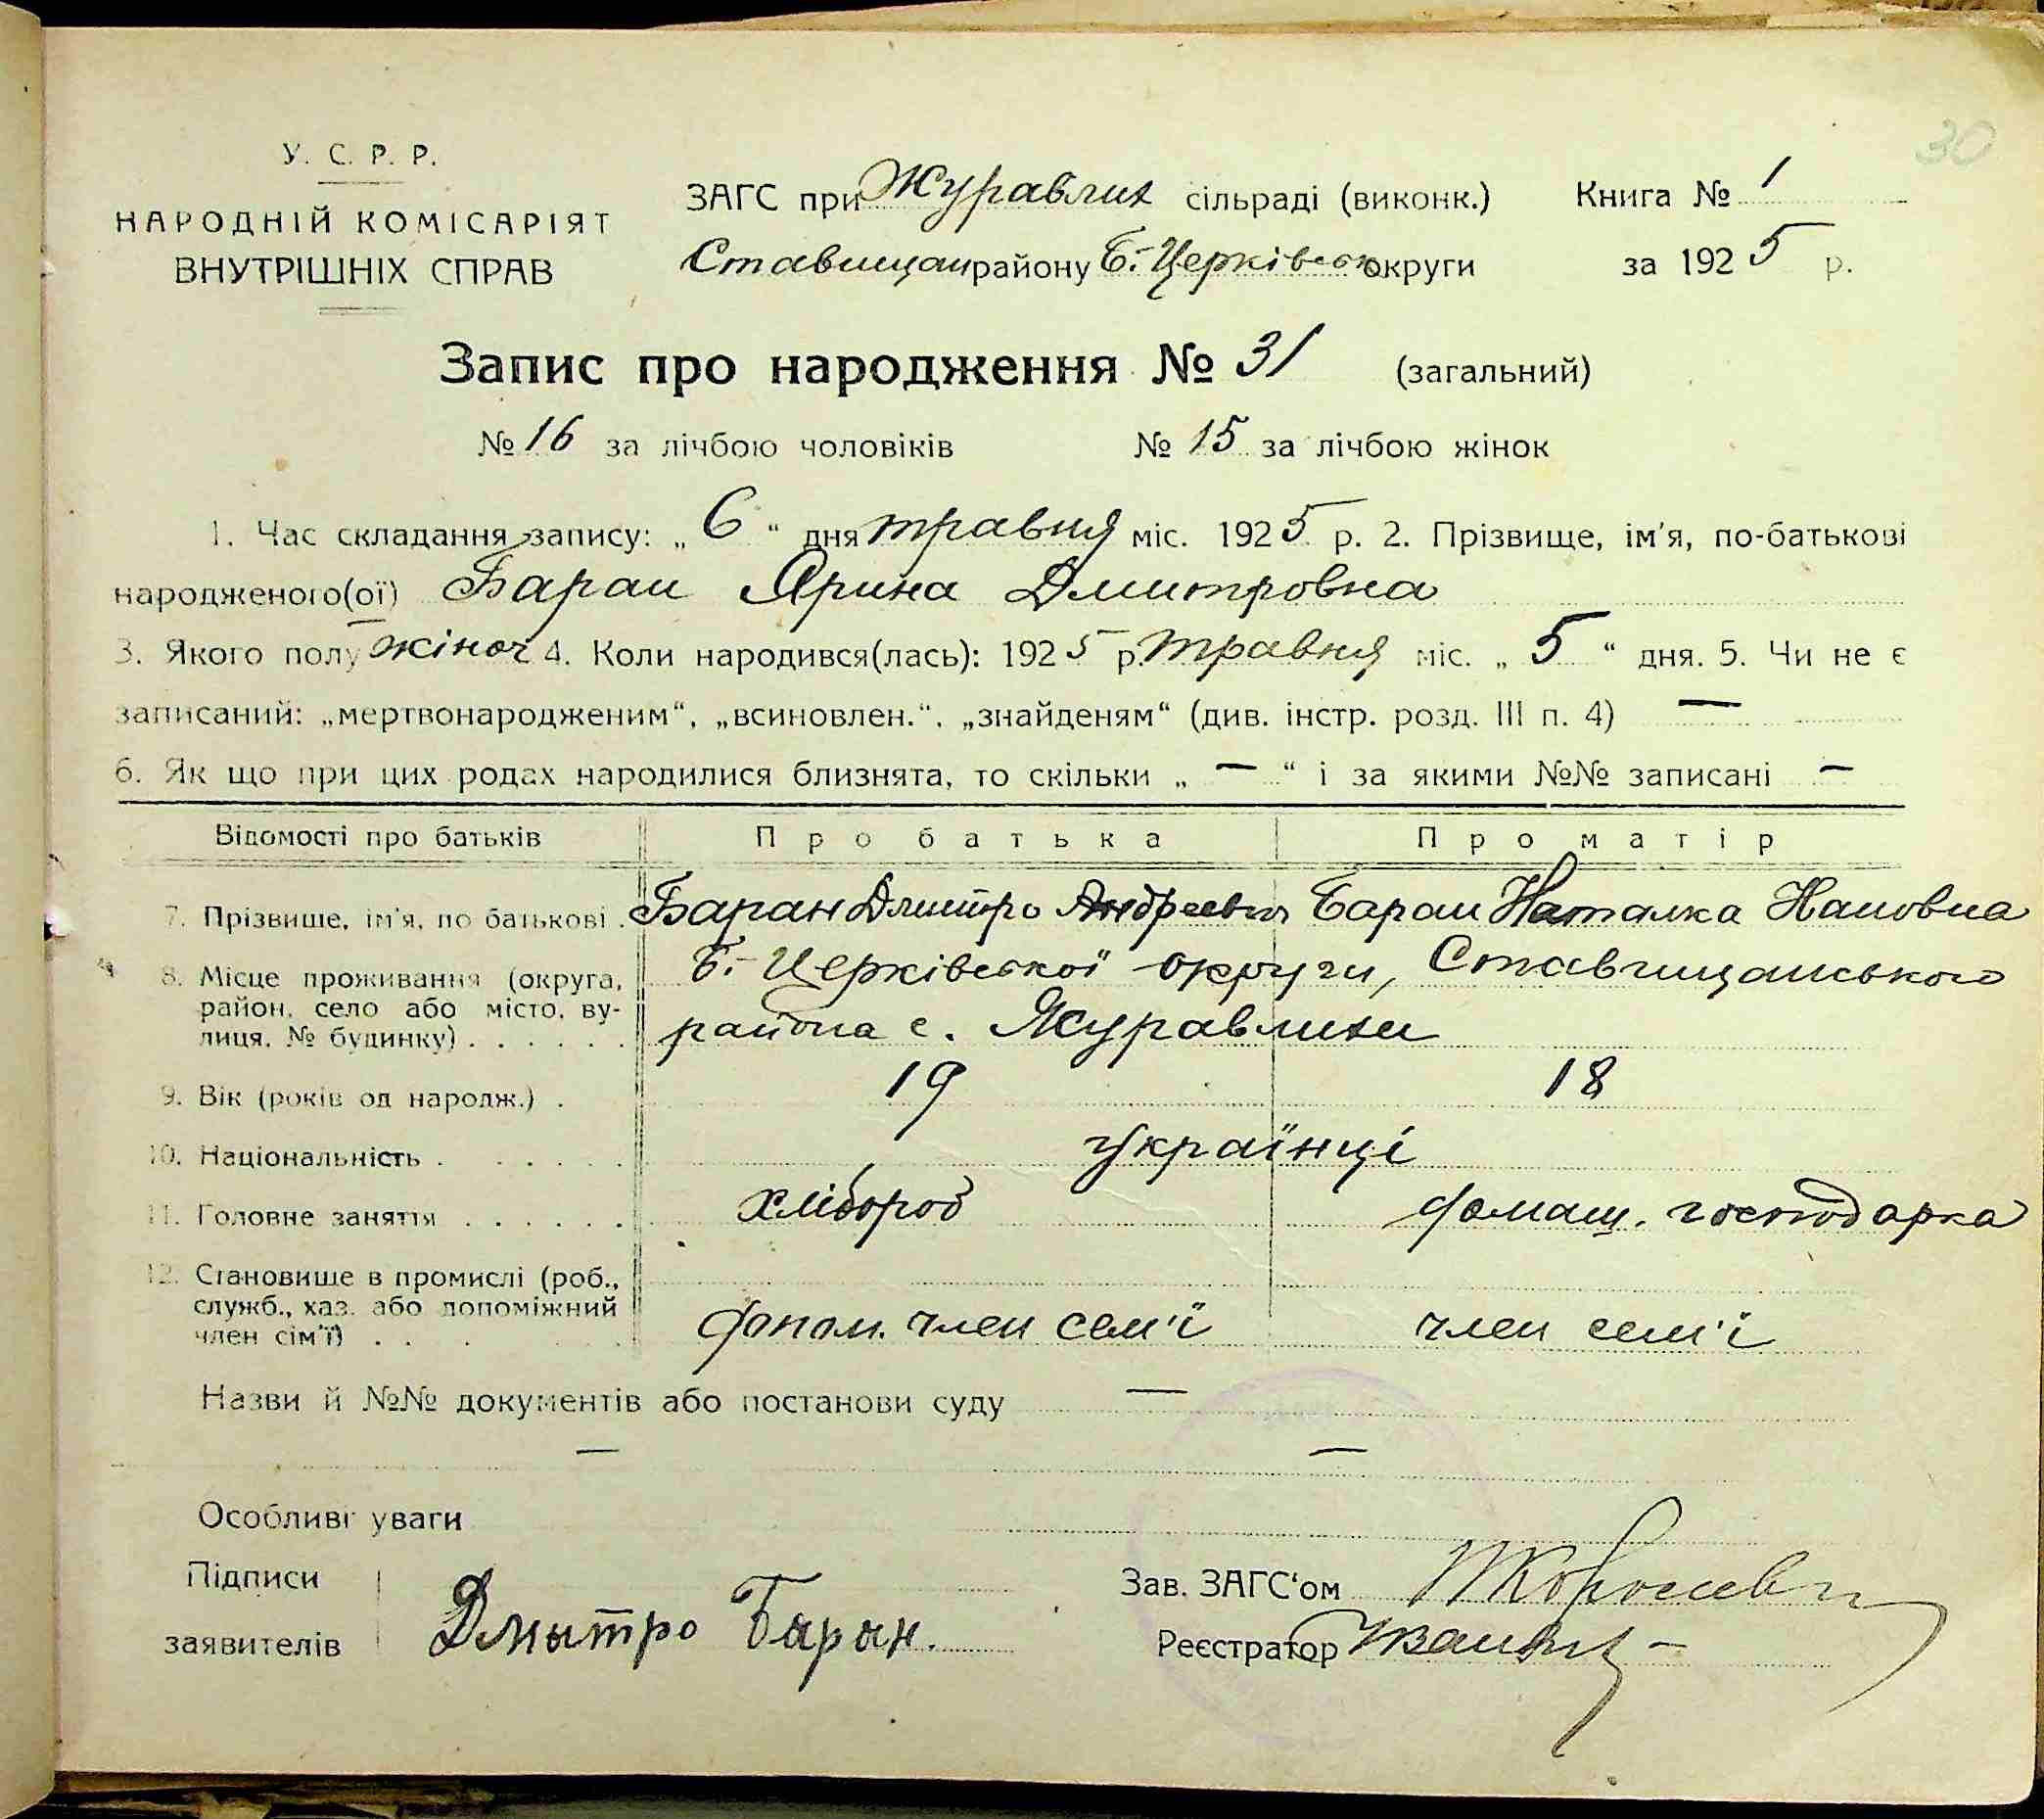 30
У. С. Р. Р.
НАРОДНІЙ КОМІСАРІЯТ
ВНУТРІШНІХ СПРАВ
ЗАГС при Журавлих сільраді (виконк.) Книга № 1
Ставищан району Б.-Церківськ округи за 1925 р.
Запис про народження № 31 (загальний)
№ 16 за лічбою чоловіків № 15 за лічбою жінок
1. Час складання запису: „ 6 “ дня травня міс. 1925 р. 2. Прізвище, ім'я, по-батькові
народженого(ої) Баран Ярина Дмитровна
3. Якого полу жіноч 4. Коли народився(лась): 1925 р. травня міс. „ 5 “ дня. 5. Чи не є
записаний: „мертвонародженим“, „всиновлен.“, „знайденям“ (див. інстр. розд. III п. 4) —
6. Як що при цих родах народилися близнята, то скільки „ — “ і за якими №№ записані —
Відомості про батьків Про батька Про матір
7. Прізвище, ім'я, по батькові . Баран Дмитро Андреевич Баран Наталка
8. Місце проживання (округа, Б.-Церківської округи, Ставищанського
район, село або місто, ву-
лиця, № будинку) . . . . . . района с. Журавлихи
9. Вік (років од народж.) . 19 18
10. Національність . . . . . . українці
11. Головне заняття . . . . . . хлібороб домаш. господарка
12. Становище в промислі (роб.,
служб., хаз. або допоміжний
член сім'ї) . . . допом. член сем'ї член сем'ї
Назви й №№ документів або постанови суду —
— —
Особливі уваги
Підписи Зав. ЗАГС‘ом
заявителів Дмытро Баран. Реєстратор